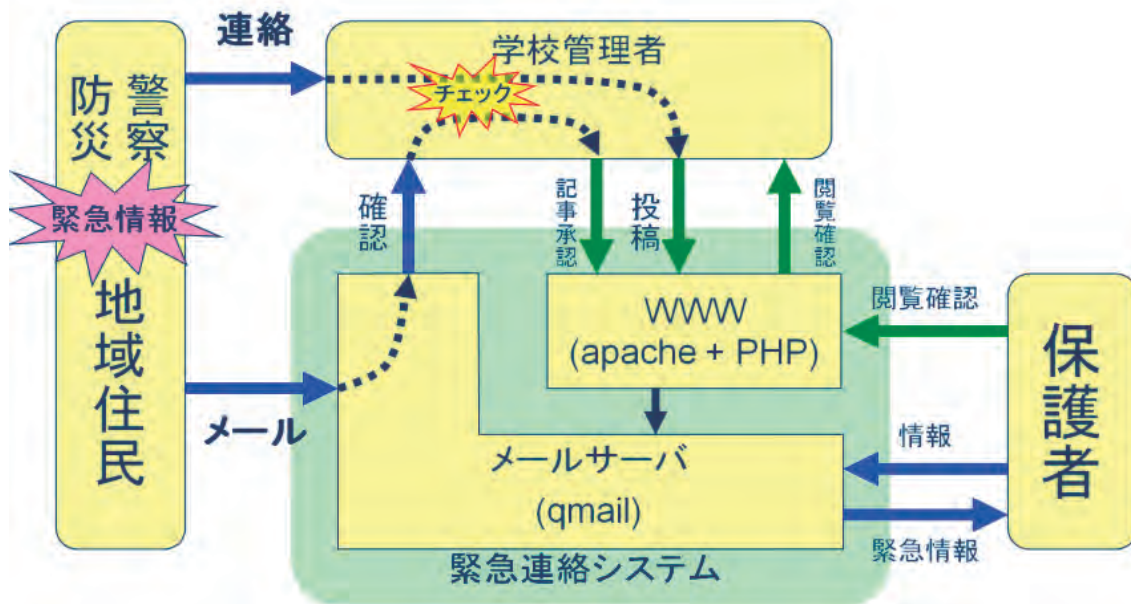 連絡
学校管理者
チェック
防災
警察
緊急情報
地域住民
メール
確認
記事承認
投稿
閲覧確認
WWW
(apache + PHP)
閲覧確認
保護者
メールサーバ
(qmail)
情報
緊急情報
緊急連絡システム